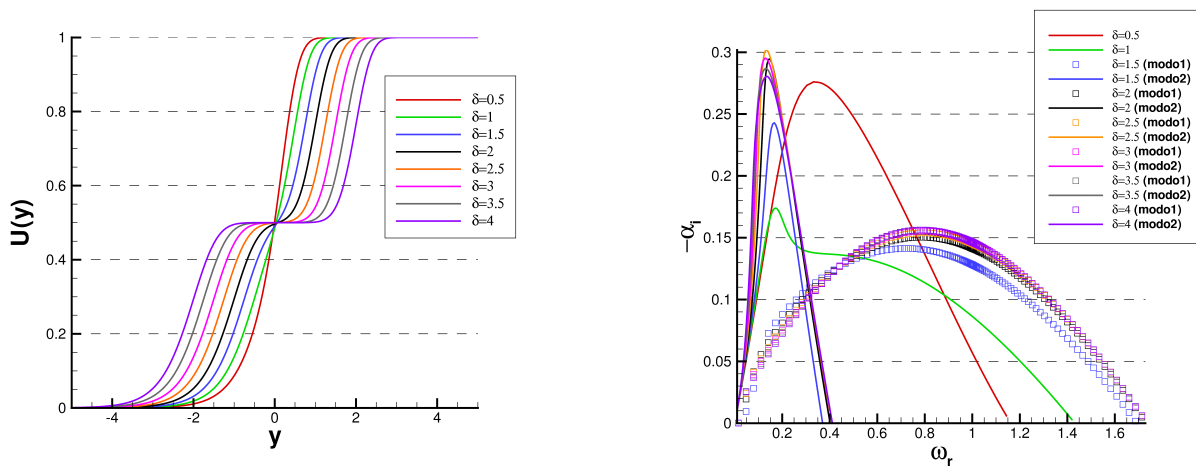 U(y)
1
0.8
0.6
0.4
0.2
0
-4
-2
0
2
4
y
δ=0.5
δ=1
δ=1.5
δ=2
δ=2.5
δ=3
δ=3.5
δ=4
-αi
0.3
0.25
0.2
0.15
0.1
0.05
0
0.2
0.4
0.6
0.8
1
1.2
1.4
1.6
ωr
δ=0.5
δ=1
δ=1.5 (modo1)
δ=1.5 (modo2)
δ=2 (modo1)
δ=2 (modo2)
δ=2.5 (modo1)
δ=2.5 (modo2)
δ=3 (modo1)
δ=3 (modo2)
δ=3.5 (modo1)
δ=3.5 (modo2)
δ=4 (modo1)
δ=4 (modo2)